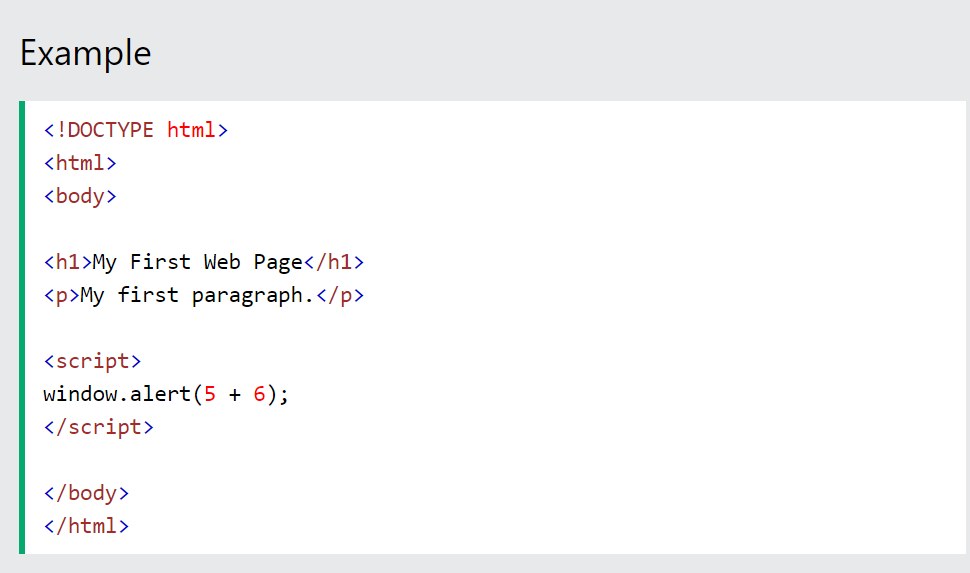 Example
<!DOCTYPE html>
<html>
<body>
<h1>My First Web Page</h1>
<p>My first paragraph.</p>
<script>
window.alert(5 + 6);
</script>
</body>
</html>